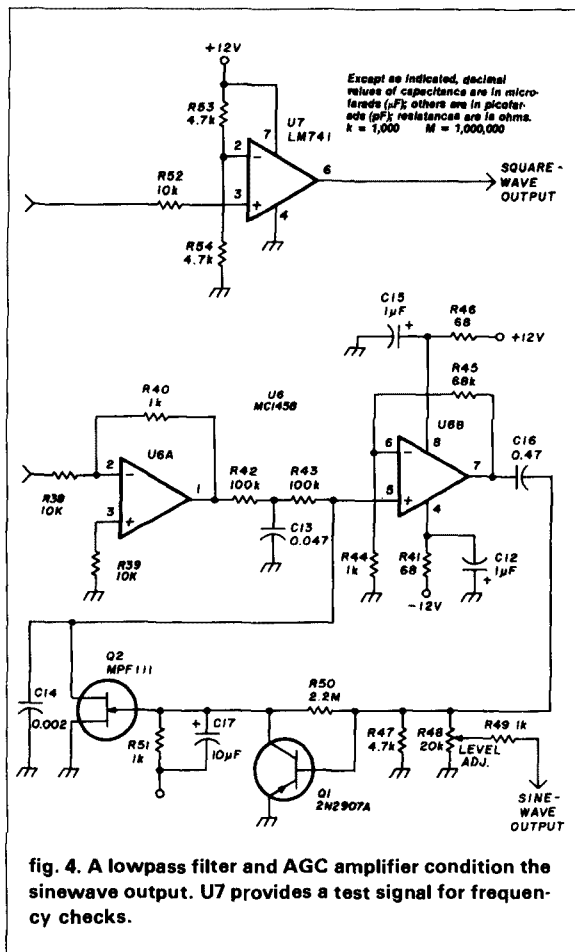 +12V
Except as indicated, decimal
values of capacitance are in micro-
farads (µF); others are in picofar-
ads (pF); resistances are in ohms.
k = 1,000 M = 1,000,000
R53
4.7k
U7
LM741
7
2
−
6
SQUARE-
WAVE
OUTPUT
R52
10k
3
+
4
R54
4.7k
C15
1µF
+
R46
68
+12V
R45
68k
R40
1k
U6
MC1458
U6B
C16
0.47
6
−
8
7
U6A
2
−
R42
100k
R43
100k
1
5
+
4
R38
10K
3
+
C13
0.047
R39
10K
R44
1k
R41
68
C12
1µF
+
−12V
Q2
MPF111
C14
0.002
R50
2.2M
+
C17
10µF
R51
1k
R47
4.7k
R48
20k
R49 1k
LEVEL
ADJ.
Q1
2N2907A
SINE-
WAVE
OUTPUT
fig. 4. A lowpass filter and AGC amplifier condition the
sinewave output. U7 provides a test signal for frequen-
cy checks.